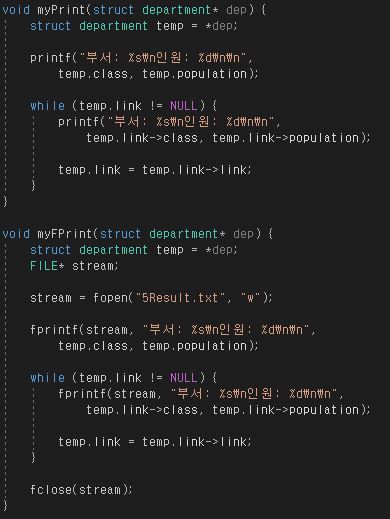 void myPrint(struct department* dep) {
    struct department temp = *dep;

    printf("부서: %s₩n인원: %d₩n₩n",
        temp.class, temp.population);

    while (temp.link != NULL) {
        printf("부서: %s₩n인원: %d₩n₩n",
            temp.link->class, temp.link->population);

        temp.link = temp.link->link;
    }
}

void myFPrint(struct department* dep) {
    struct department temp = *dep;
    FILE* stream;

    stream = fopen("5Result.txt", "w");

    fprintf(stream, "부서: %s₩n인원: %d₩n₩n",
        temp.class, temp.population);

    while (temp.link != NULL) {
        fprintf(stream, "부서: %s₩n인원: %d₩n₩n",
            temp.link->class, temp.link->population);

        temp.link = temp.link->link;
    }

    fclose(stream);
}